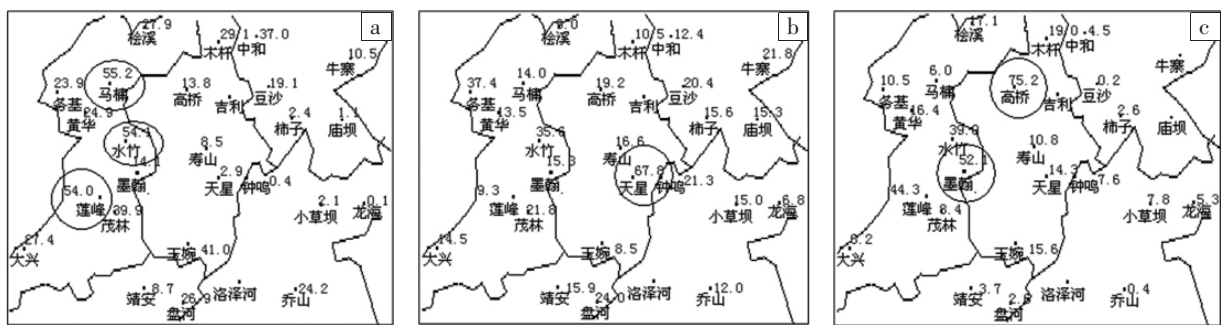 a
27.9
桧溪
29.1 37.0
木杆 中和
10.5
牛寨
55.2
马楠
23.9
务基
24.9
黄华
13.8
高桥
吉利
19.1
豆沙
2.4
柿子
1.1
庙坝
54.1
水竹
8.5
寿山
14.1
墨翰
2.9
天星
钟鸣
0.4
54.0
莲峰
39.9
茂林
2.1
小草坝
0.1
龙海
27.4
大兴
玉碗
41.0
8.7
靖安
26.9
盘河
洛泽河
24.2
乔山
b
9.0
桧溪
10.5 12.4
木杆 中和
21.8
牛寨
37.4
务基
14.0
马楠
13.5
黄华
19.2
高桥
吉利
20.4
豆沙
15.6
柿子
15.3
庙坝
35.6
水竹
16.6
寿山
15.3
墨翰
67.8
天星
钟鸣
21.3
9.3
莲峰
21.8
茂林
15.0
小草坝
6.8
龙海
14.5
大兴
玉碗
8.5
15.9
靖安
24.0
盘河
洛泽河
12.0
乔山
c
17.1
桧溪
19.0 4.5
木杆 中和
牛寨
10.5
务基
6.0
马楠
16.4
黄华
75.2
高桥
吉利
0.2
豆沙
2.6
柿子
庙坝
39.9
水竹
10.8
寿山
52.1
墨翰
14.3
天星
钟鸣
7.6
44.3
莲峰
8.4
茂林
7.8
小草坝
5.3
龙海
8.2
大兴
玉碗
15.6
3.7
靖安
盘河
洛泽河
0.4
乔山